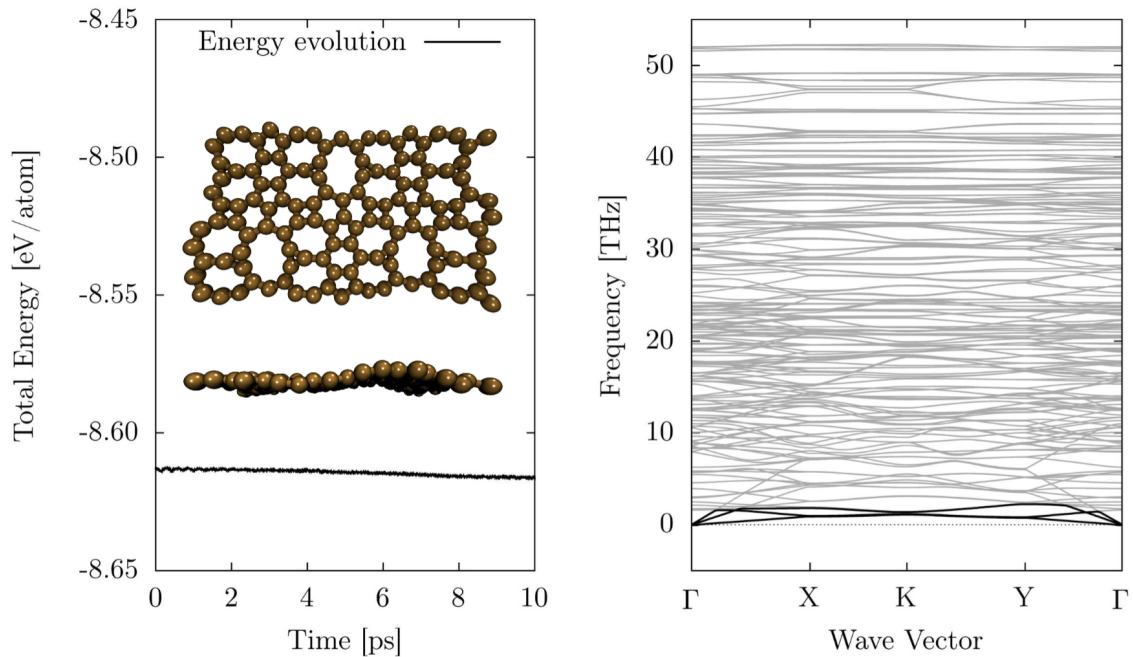 -8.45
-8.50
-8.55
-8.60
-8.65
Total Energy [eV/atom]
Energy evolution
0 2 4 6 8 10
Time [ps]
50
40
30
20
10
0
Frequency [THz]
Γ X K Y Γ
Wave Vector